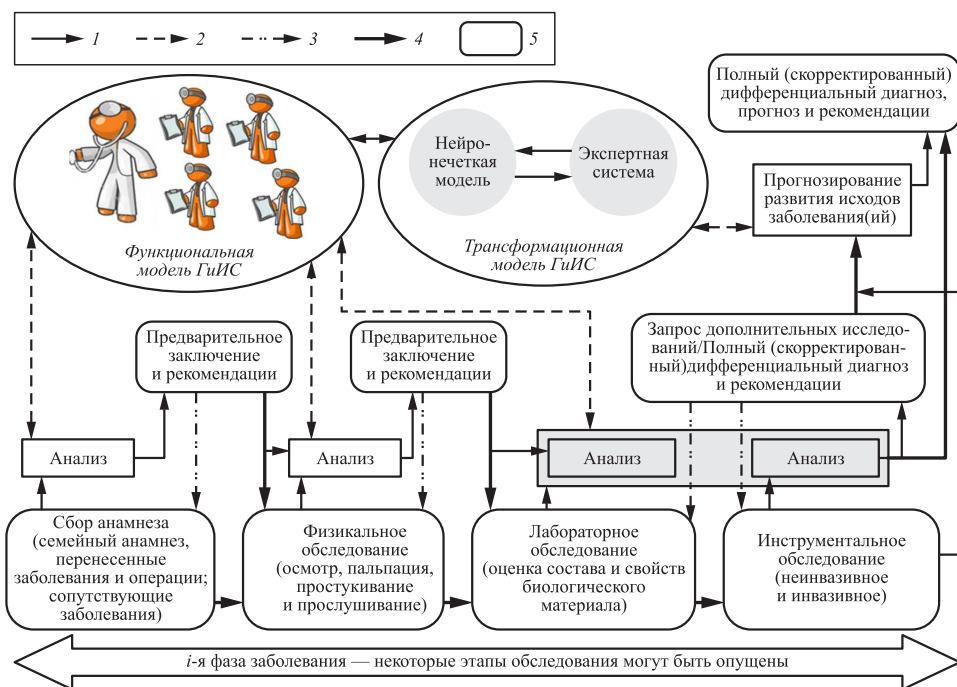 1
2
3
4
5
Полный (скорректированный)
дифференциальный диагноз,
прогноз и рекомендации
Функциональная
модель ГиИС
Нейро-
нечеткая
модель
Экспертная
система
Трансформационная
модель ГиИС
Прогнозирование
развития исходов
заболевания(ий)
Предварительное
заключение
и рекомендации
Предварительное
заключение
и рекомендации
Запрос дополнительных исследо-
ваний/Полный (скорректирован-
ный)дифференциальный диагноз
и рекомендации
Анализ
Анализ
Анализ
Анализ
Сбор анамнеза
(семейный анамнез,
перенесенные
заболевания и операции;
сопутствующие
заболевания)
Физикальное
обследование
(осмотр, пальпация,
простукивание
и прослушивание)
Лабораторное
обследование
(оценка состава и свойств
биологического
материала)
Инструментальное
обследование
(неинвазивное
и инвазивное)
i-я фаза заболевания — некоторые этапы обследования могут быть опущены